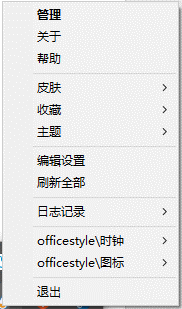 管理
关于
帮助
皮肤
收藏
主题
编辑设置
刷新全部
日志记录
officestyle\时钟
officestyle\图标
退出